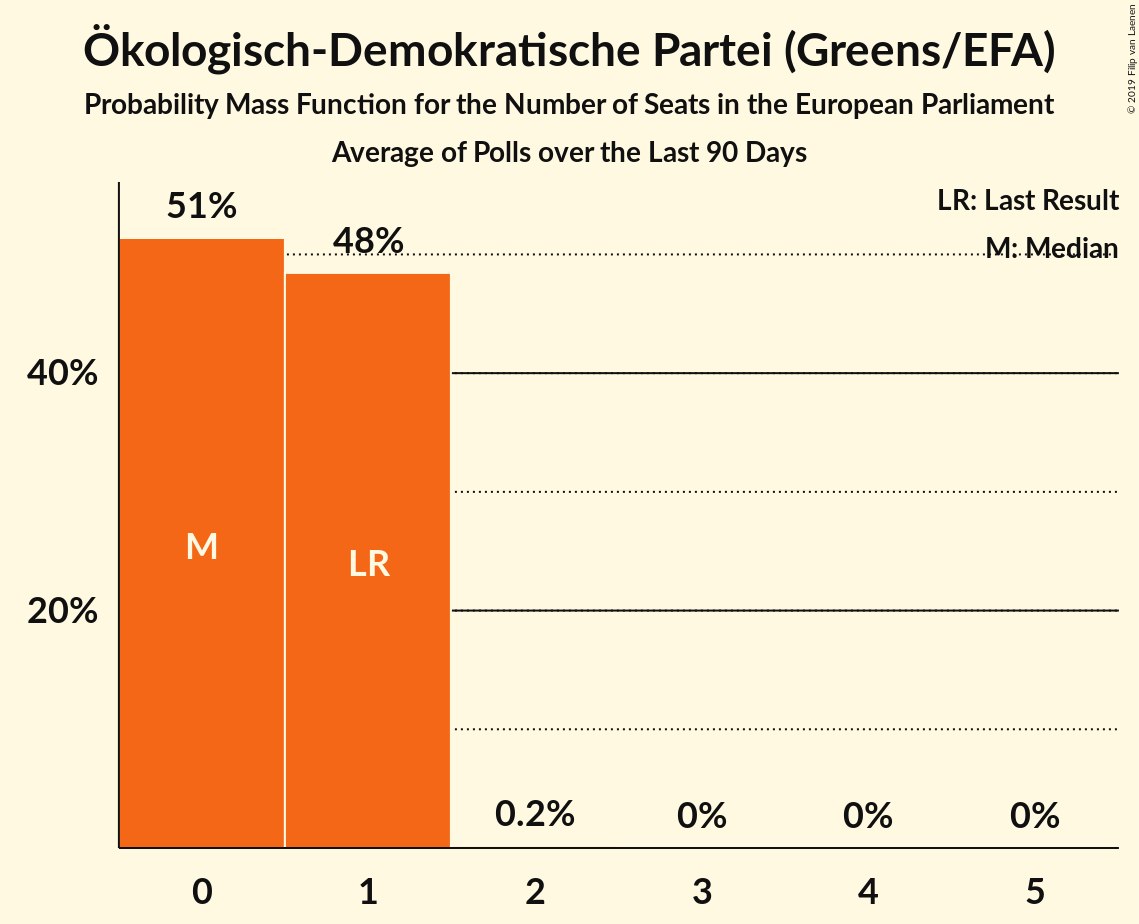 Ökologisch-Demokratische Partei (Greens/EFA)
Probability Mass Function for the Number of Seats in the European Parliament
Average of Polls over the Last 90 Days
© 2019 Filip van Laenen
LR: Last Result
M: Median
51%
48%
40%
20%
M
LR
0.2%
0%
0%
0%
0
1
2
3
4
5